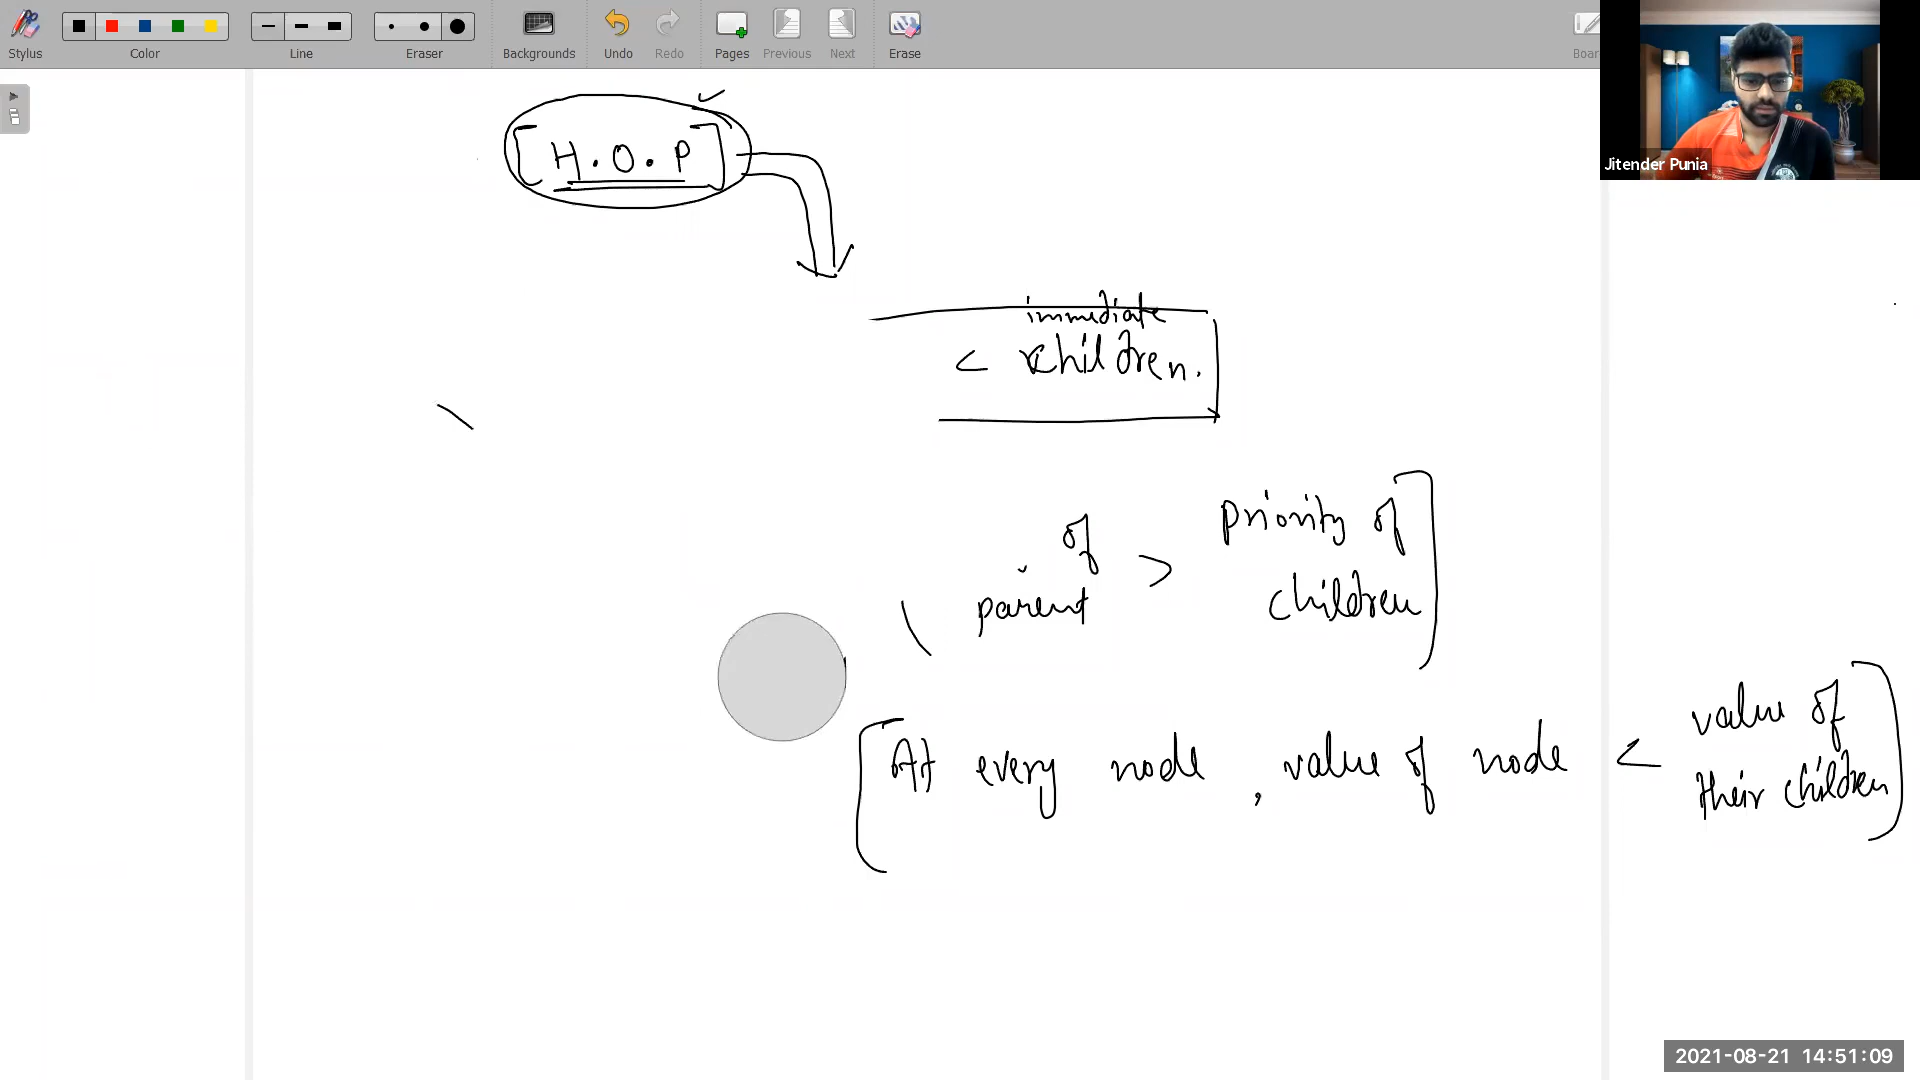 Stylus
Color
Line
Eraser
Backgrounds
Undo
Redo
Pages
Previous
Next
Erase
Boar
Jitender Punia
[H.O.P]
immediate
< children.
of
parent
>
priority of
children
At every node, value of node <
value of
their children
2021-08-21 14:51:09